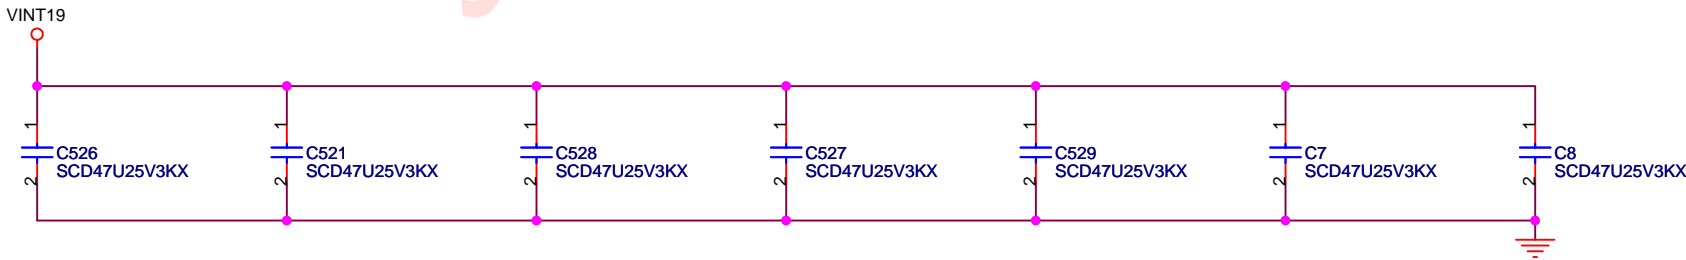 VINT19
1
C526
SCD47U25V3KX
2
1
C521
SCD47U25V3KX
2
1
C528
SCD47U25V3KX
2
1
C527
SCD47U25V3KX
2
1
C529
SCD47U25V3KX
2
1
C7
SCD47U25V3KX
2
1
C8
SCD47U25V3KX
2